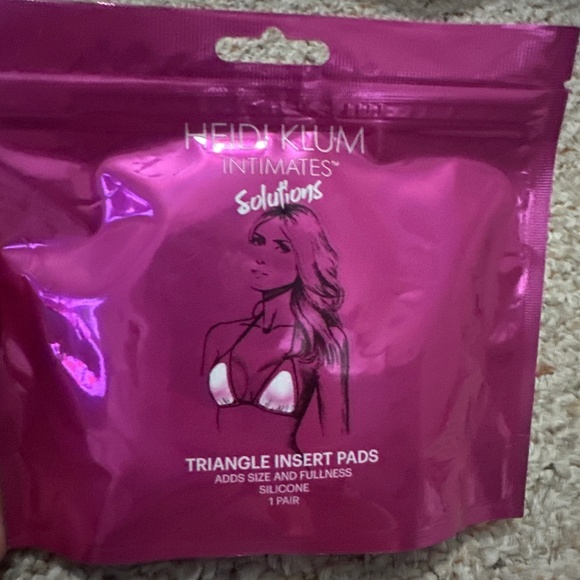 HEIDI KLUM
INTIMATES™
Solutions
TRIANGLE INSERT PADS
ADDS SIZE AND FULLNESS
SILICONE
1 PAIR